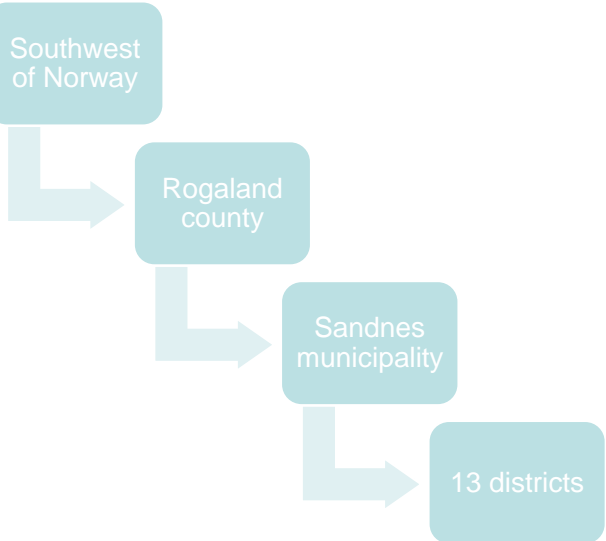 Southwest
of Norway
Rogaland
county
Sandnes
municipality
13 districts